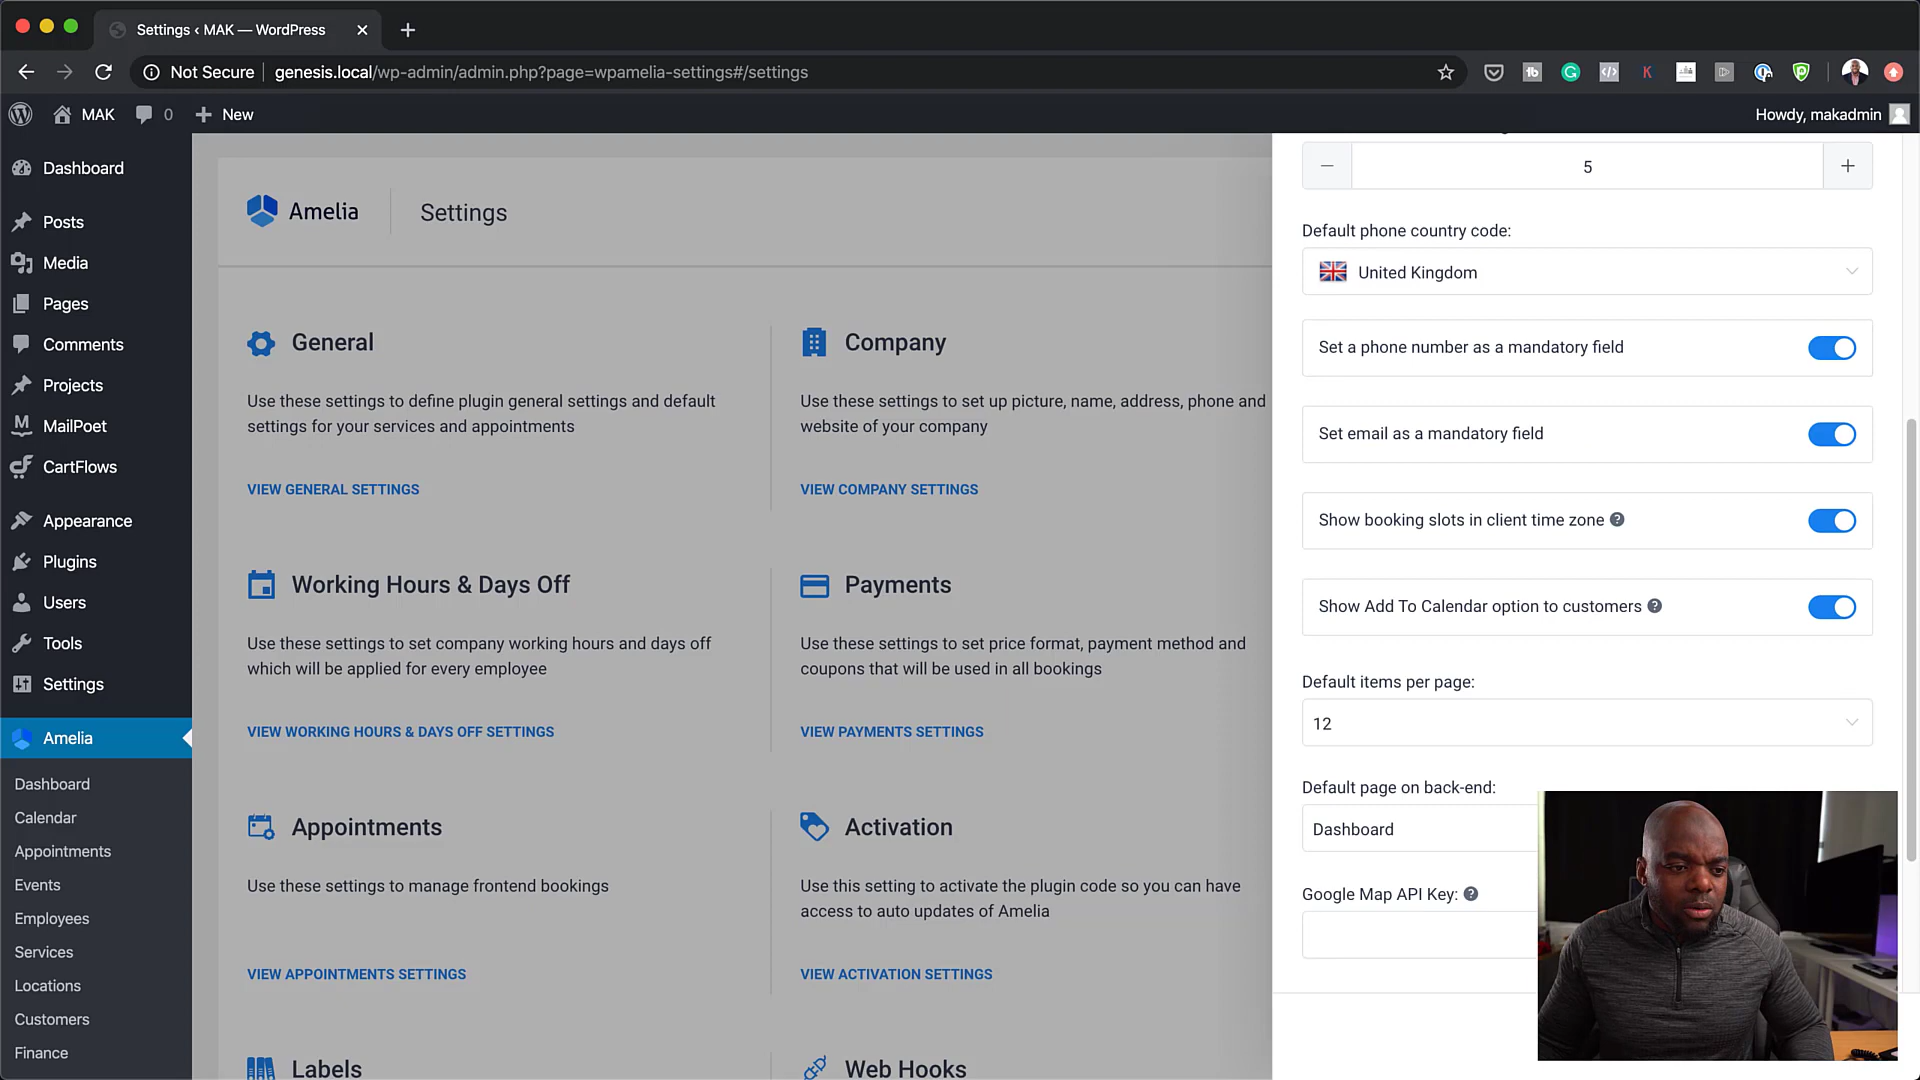 Settings ‹ MAK — WordPress
Not Secure
genesis.local/wp-admin/admin.php?page=wpamelia-settings#/settings
MAK
0
New
Howdy, makadmin
Dashboard
Posts
Media
Pages
Comments
Projects
MailPoet
CartFlows
Appearance
Plugins
Users
Tools
Settings
Amelia
Dashboard
Calendar
Appointments
Events
Employees
Services
Locations
Customers
Finance
Amelia
Settings
General
Use these settings to define plugin general settings and default
settings for your services and appointments
VIEW GENERAL SETTINGS
Company
Use these settings to set up picture, name, address, phone and
website of your company
VIEW COMPANY SETTINGS
Working Hours & Days Off
Use these settings to set company working hours and days off
which will be applied for every employee
VIEW WORKING HOURS & DAYS OFF SETTINGS
Payments
Use these settings to set price format, payment method and
coupons that will be used in all bookings
VIEW PAYMENTS SETTINGS
Appointments
Use these settings to manage frontend bookings
VIEW APPOINTMENTS SETTINGS
Activation
Use this setting to activate the plugin code so you can have
access to auto updates of Amelia
VIEW ACTIVATION SETTINGS
Labels
Web Hooks
5
Default phone country code:
United Kingdom
Set a phone number as a mandatory field
Set email as a mandatory field
Show booking slots in client time zone
Show Add To Calendar option to customers
Default items per page:
12
Default page on back-end:
Dashboard
Google Map API Key: